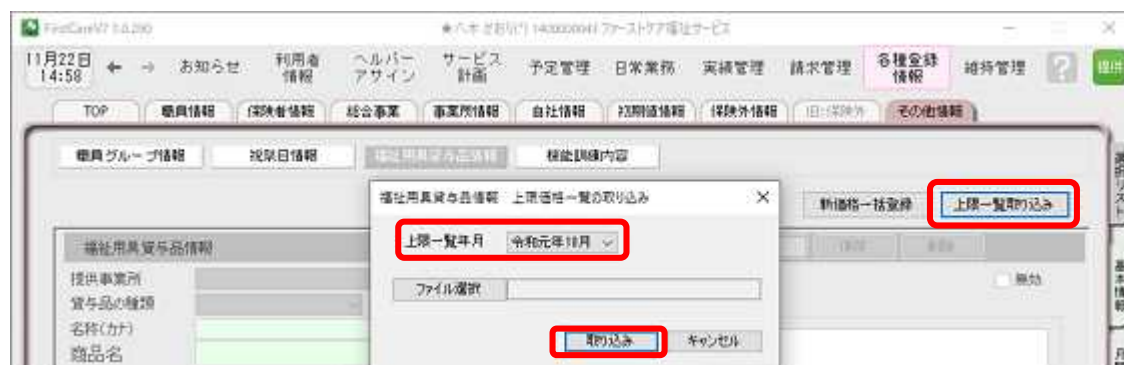 FirstCareV7 1.0.290
ファーストケア福祉サービス
11月22日
14:58
← → お知らせ 利用者情報 ヘルパーアサイン サービス計画 予定管理 日常業務 実績管理 請求管理 各種登録情報 維持管理 ? 提供
TOP 職員情報 保険者情報 総合事業 事業所情報 自社情報 初期値情報 保険外情報 旧:保険外 その他情報
職員グループ情報 祝祭日情報 福祉用具貸与品情報 機能訓練内容
選択リスト
福祉用具貸与品情報 上限価格一覧の取り込み
新価格一括登録 上限一覧取り込み
上限一覧年月 令和元年10月
福祉用具貸与品情報
提供事業所
ファイル選択
無効
基本情報
貸与品の種類
名称(カナ)
取り込み キャンセル
商品名
月